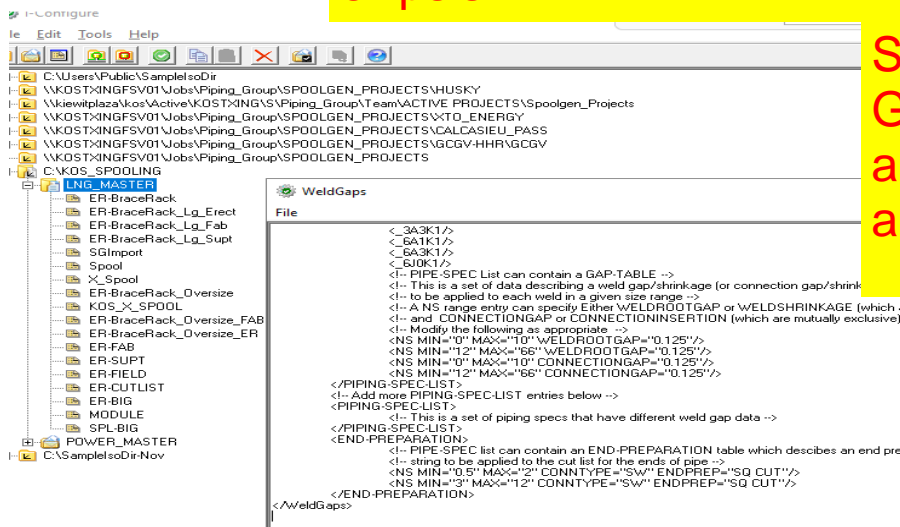 I-Configure
Edit Tools Help
C:\Users\Public\SampleIsoDir
\\KOSTXINGFSV01\Jobs\Piping_Group\SPOOLGEN_PROJECTS\HUSKY
\\kiewitplaza\kos\Active\KOSTXING\S\Piping_Group\Team\ACTIVE PROJECTS\Spoolgen_Projects
\\KOSTXINGFSV01\Jobs\Piping_Group\SPOOLGEN_PROJECTS\XTO_ENERGY
\\KOSTXINGFSV01\Jobs\Piping_Group\SPOOLGEN_PROJECTS\CALCASIEU_PASS
\\KOSTXINGFSV01\Jobs\Piping_Group\SPOOLGEN_PROJECTS\GCGV-HHR\GCGV
\\KOSTXINGFSV01\Jobs\Piping_Group\SPOOLGEN_PROJECTS
C:\KOS_SPOOLING
LNG_MASTER
ER-BraceRack
ER-BraceRack_Lg_Erect
ER-BraceRack_Lg_Fab
ER-BraceRack_Lg_Supt
SGImport
Spool
X_Spool
ER-BraceRack_Oversize
KOS_X_SPOOL
ER-BraceRack_Oversize_FAB
ER-BraceRack_Oversize_ER
ER-FAB
ER-SUPT
ER-FIELD
ER-CUTLIST
ER-BIG
MODULE
SPL-BIG
POWER_MASTER
C:\SampleIsoDir-Nov
WeldGaps
File
<_3A3K1/>
<_6A1K1/>
<_6A3K1/>
<_6J0K1/>
<!-- PIPE-SPEC List can contain a GAP-TABLE -->
<!-- This is a set of data describing a weld gap/shrinkage (or connection gap/shrink
<!-- to be applied to each weld in a given size range -->
<!-- A NS range entry can specify Either WELDROOTGAP or WELDSHRINKAGE (which
<!-- and CONNECTIONGAP or CONNECTIONINSERTION (which are mutually exclusive)
<!-- Modify the following as appropriate -->
<NS MIN="0" MAX="10" WELDROOTGAP="0.125"/>
<NS MIN="12" MAX="66" WELDROOTGAP="0.125"/>
<NS MIN="0" MAX="10" CONNECTIONGAP="0.125"/>
<NS MIN="12" MAX="66" CONNECTIONGAP="0.125"/>
</PIPING-SPEC-LIST>
<!-- Add more PIPING-SPEC-LIST entries below -->
<PIPING-SPEC-LIST>
<!-- This is a set of piping specs that have different weld gap data -->
</PIPING-SPEC-LIST>
<END-PREPARATION>
<!-- PIPE-SPEC list can contain an END-PREPARATION table which descibes an end pre
<!-- string to be applied to the cut list for the ends of pipe -->
<NS MIN="0.5" MAX="2" CONNTYPE="SW" ENDPREP="SQ CUT"/>
<NS MIN="3" MAX="12" CONNTYPE="SW" ENDPREP="SQ CUT"/>
</END-PREPARATION>
</WeldGaps>
S
G
a
a